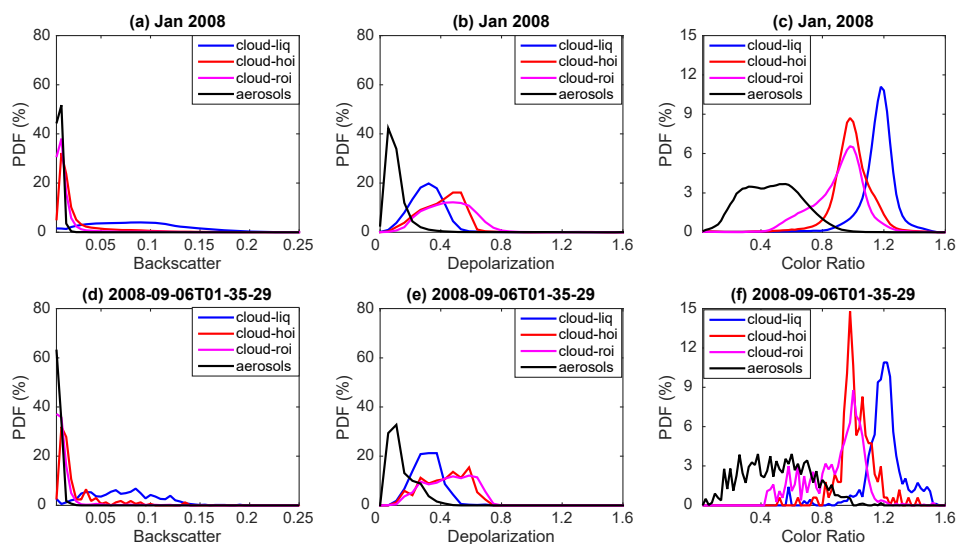 (a) Jan 2008
80
60
40
20
0
PDF (%)
cloud-liq
cloud-hoi
cloud-roi
aerosols
0.05 0.1 0.15 0.2 0.25
Backscatter
(b) Jan 2008
80
60
40
20
0
PDF (%)
cloud-liq
cloud-hoi
cloud-roi
aerosols
0 0.4 0.8 1.2 1.6
Depolarization
(c) Jan, 2008
15
12
9
6
3
0
PDF (%)
cloud-liq
cloud-hoi
cloud-roi
aerosols
0.4 0.8 1.2 1.6
Color Ratio
(d) 2008-09-06T01-35-29
80
60
40
20
0
PDF (%)
cloud-liq
cloud-hoi
cloud-roi
aerosols
0.05 0.1 0.15 0.2 0.25
Backscatter
(e) 2008-09-06T01-35-29
80
60
40
20
0
PDF (%)
cloud-liq
cloud-hoi
cloud-roi
aerosols
0 0.4 0.8 1.2 1.6
Depolarization
(f) 2008-09-06T01-35-29
15
12
9
6
3
0
PDF (%)
cloud-liq
cloud-hoi
cloud-roi
aerosols
0.4 0.8 1.2 1.6
Color Ratio